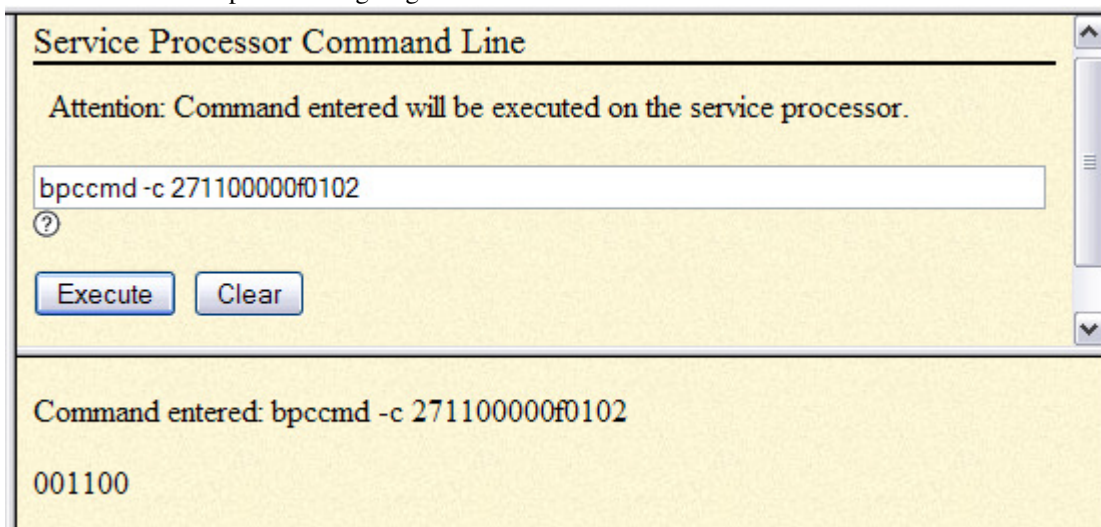 Service Processor Command Line
Attention: Command entered will be executed on the service processor.
bpccmd -c 271100000f0102
?
Execute Clear
Command entered: bpccmd -c 271100000f0102
001100